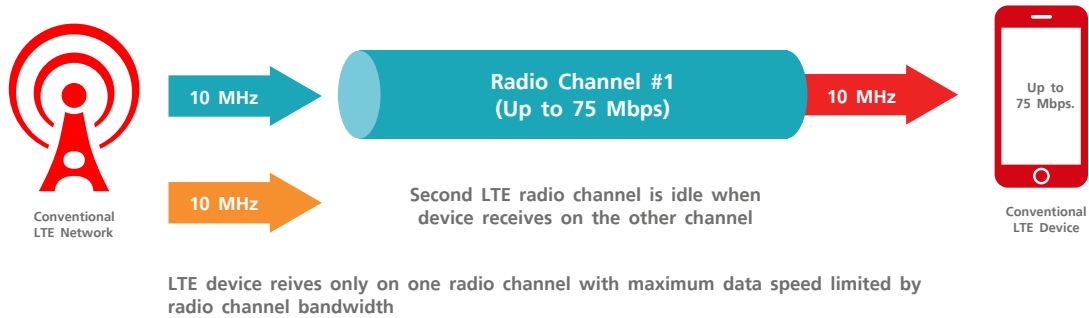 10 MHz
Radio Channel #1
(Up to 75 Mbps)
10 MHz
Up to
75 Mbps.
10 MHz
Second LTE radio channel is idle when
device receives on the other channel
Conventional
LTE Network
Conventional
LTE Device
LTE device reives only on one radio channel with maximum data speed limited by
radio channel bandwidth